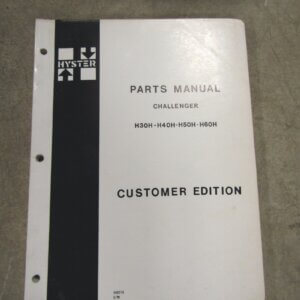 HYSTER
PARTS MANUAL
CHALLENGER
H30H-H40H-H50H-H60H
CUSTOMER EDITION